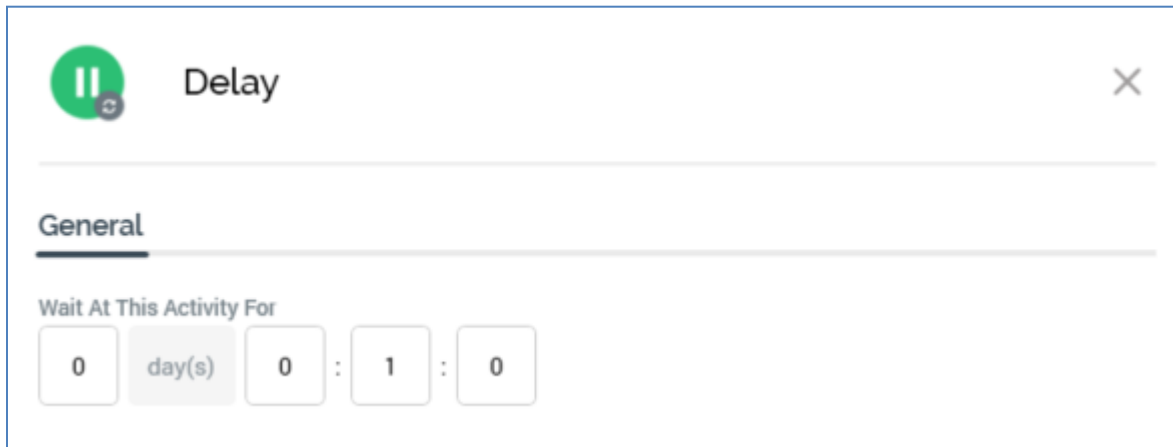 Delay
General
Wait At This Activity For
0 day(s) 0 : 1 : 0